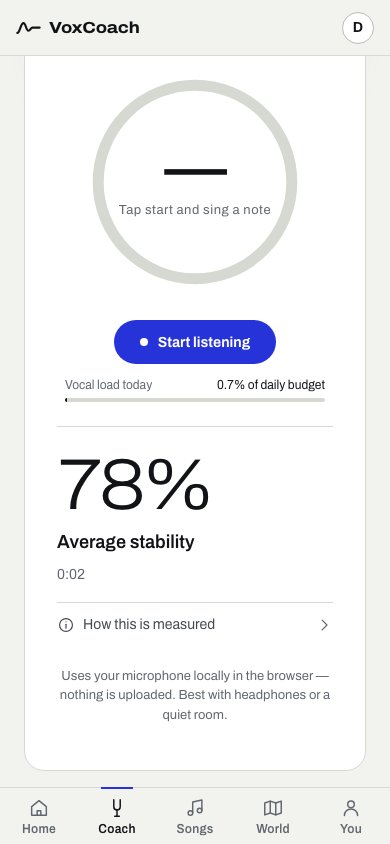 VoxCoach
D
—
Tap start and sing a note
Start listening
Vocal load today
0.7% of daily budget
78%
Average stability
0:02
How this is measured
Uses your microphone locally in the browser —
nothing is uploaded. Best with headphones or a
quiet room.
Home
Coach
Songs
World
You